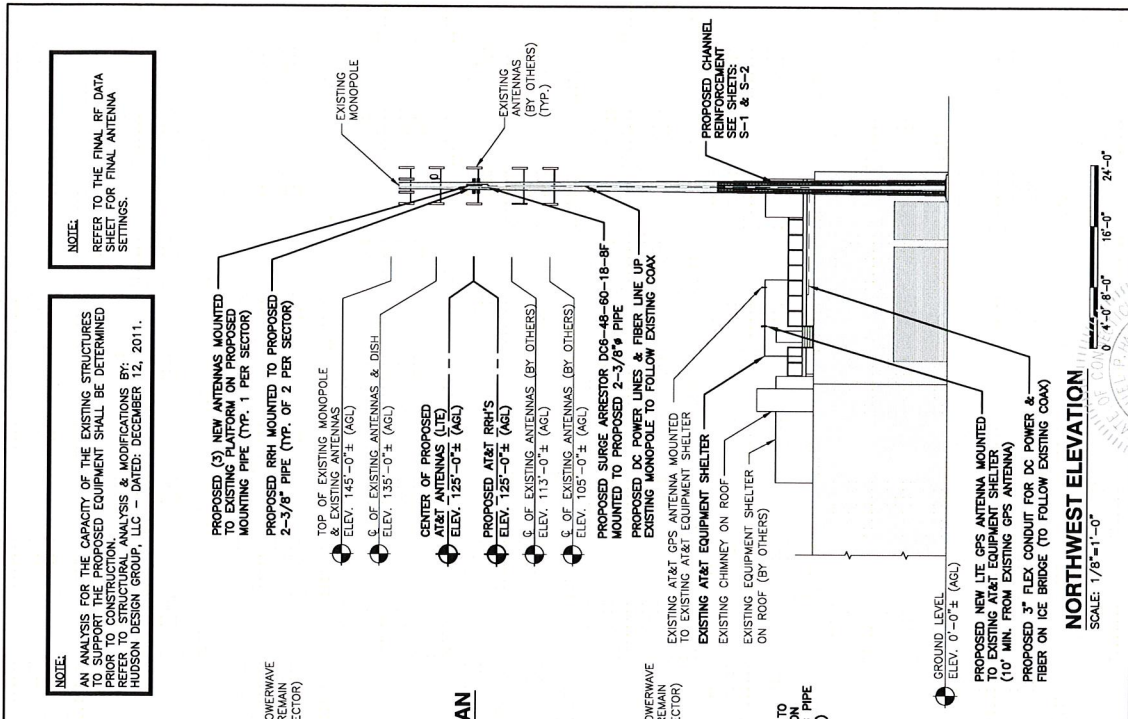 NOTE:
AN ANALYSIS FOR THE CAPACITY OF THE EXISTING STRUCTURES
TO SUPPORT THE PROPOSED EQUIPMENT SHALL BE DETERMINED
PRIOR TO CONSTRUCTION.
REFER TO STRUCTURAL ANALYSIS & MODIFICATIONS BY:
HUDSON DESIGN GROUP, LLC - DATED: DECEMBER 12, 2011.
NOTE:
REFER TO THE FINAL RF DATA
SHEET FOR FINAL ANTENNA
SETTINGS.
PROPOSED (3) NEW ANTENNAS MOUNTED
TO EXISTING PLATFORM ON PROPOSED
MOUNTING PIPE (TYP. 1 PER SECTOR)
PROPOSED RRH MOUNTED TO PROPOSED
2-3/8" PIPE (TYP. OF 2 PER SECTOR)
TOP OF EXISTING MONOPOLE
& EXISTING ANTENNAS
ELEV. 145'-0"± (AGL)
℄ OF EXISTING ANTENNAS & DISH
ELEV. 135'-0"± (AGL)
CENTER OF PROPOSED
AT&T ANTENNAS (LTE)
ELEV. 125'-0"± (AGL)
PROPOSED AT&T RRH'S
ELEV. 125'-0"± (AGL)
℄ OF EXISTING ANTENNAS (BY OTHERS)
ELEV. 113'-0"± (AGL)
℄ OF EXISTING ANTENNAS (BY OTHERS)
ELEV. 105'-0"± (AGL)
PROPOSED SURGE ARRESTOR DC6-48-60-18-8F
MOUNTED TO PROPOSED 2-3/8"ø PIPE
PROPOSED DC POWER LINES & FIBER LINE UP
EXISTING MONOPOLE TO FOLLOW EXISTING COAX
EXISTING
MONOPOLE
EXISTING
ANTENNAS
(BY OTHERS)
(TYP.)
PROPOSED CHANNEL
REINFORCEMENT
SEE SHEETS:
S-1 & S-2
EXISTING AT&T GPS ANTENNA MOUNTED
TO EXISTING AT&T EQUIPMENT SHELTER
EXISTING AT&T EQUIPMENT SHELTER
EXISTING CHIMNEY ON ROOF
EXISTING EQUIPMENT SHELTER
ON ROOF (BY OTHERS)
GROUND LEVEL
ELEV. 0'-0"± (AGL)
PROPOSED NEW LTE GPS ANTENNA MOUNTED
TO EXISTING AT&T EQUIPMENT SHELTER
(10' MIN. FROM EXISTING GPS ANTENNA)
PROPOSED 3" FLEX CONDUIT FOR DC POWER &
FIBER ON ICE BRIDGE (TO FOLLOW EXISTING COAX)
NORTHWEST ELEVATION
SCALE: 1/8"=1'-0"
0 4'-0" 8'-0" 16'-0" 24'-0"
OWERWAVE
REMAIN
ECTOR)
AN
OWERWAVE
REMAIN
ECTOR)
TO
ON
PIPE
)